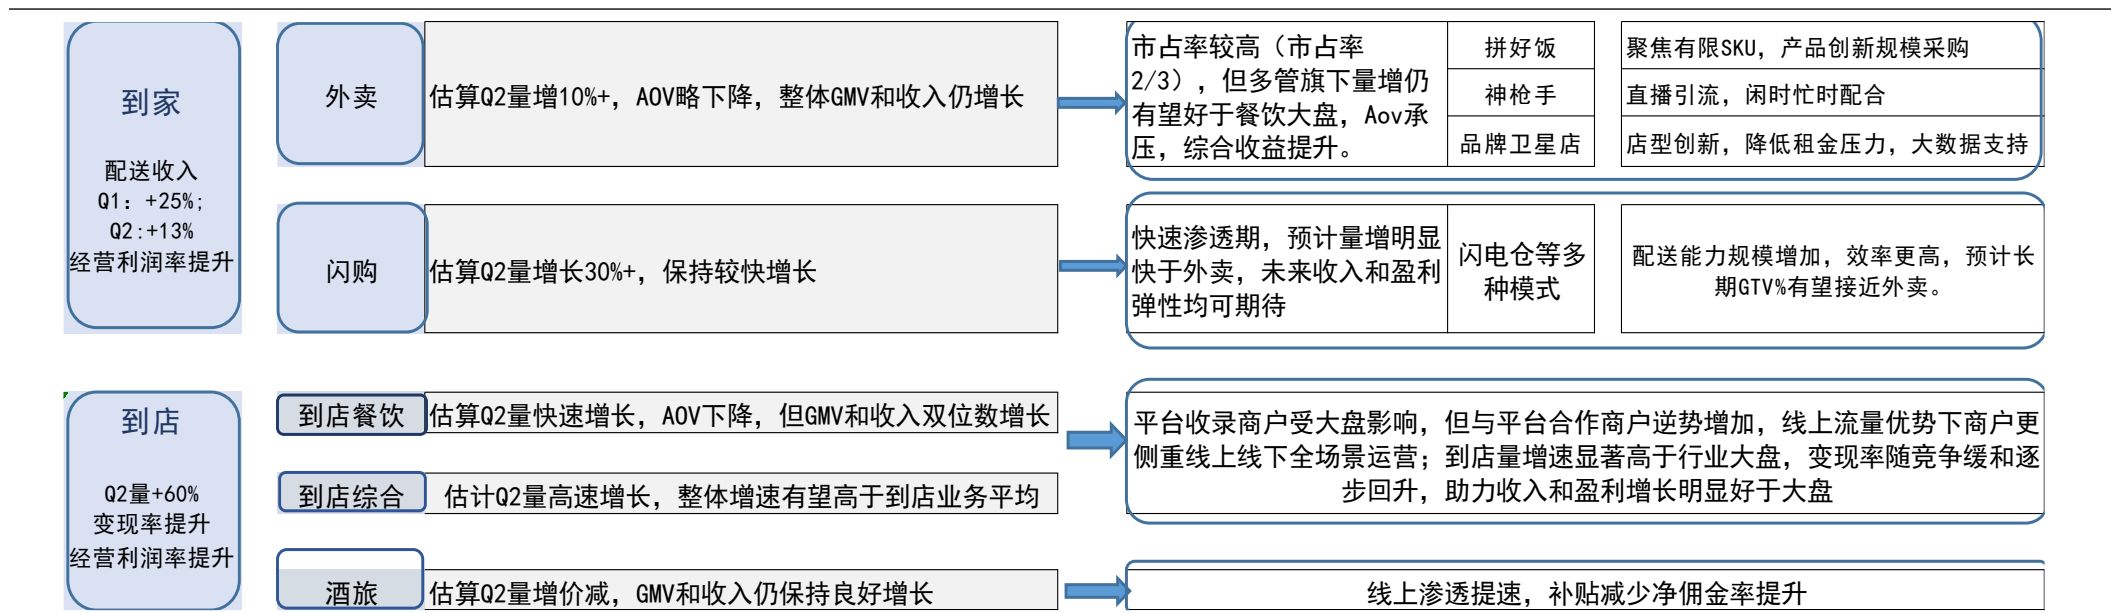 到家
配送收入
Q1：+25%;
Q2:+13%
经营利润率提升
外卖
估算Q2量增10%+，AOV略下降，整体GMV和收入仍增长
市占率较高（市占率
2/3），但多管旗下量增仍
有望好于餐饮大盘，Aov承
压，综合收益提升。
拼好饭
聚焦有限SKU，产品创新规模采购
神枪手
直播引流，闲时忙时配合
品牌卫星店
店型创新，降低租金压力，大数据支持
闪购
估算Q2量增长30%+，保持较快增长
快速渗透期，预计量增明显
快于外卖，未来收入和盈利
弹性均可期待
闪电仓等多
种模式
配送能力规模增加，效率更高，预计长
期GTV%有望接近外卖。
到店
Q2量+60%
变现率提升
经营利润率提升
到店餐饮
估算Q2量快速增长，AOV下降，但GMV和收入双位数增长
到店综合
估计Q2量高速增长，整体增速有望高于到店业务平均
平台收录商户受大盘影响，但与平台合作商户逆势增加，线上流量优势下商户更
侧重线上线下全场景运营；到店量增速显著高于行业大盘，变现率随竞争缓和逐
步回升，助力收入和盈利增长明显好于大盘
酒旅
估算Q2量增价减，GMV和收入仍保持良好增长
线上渗透提速，补贴减少净佣金率提升